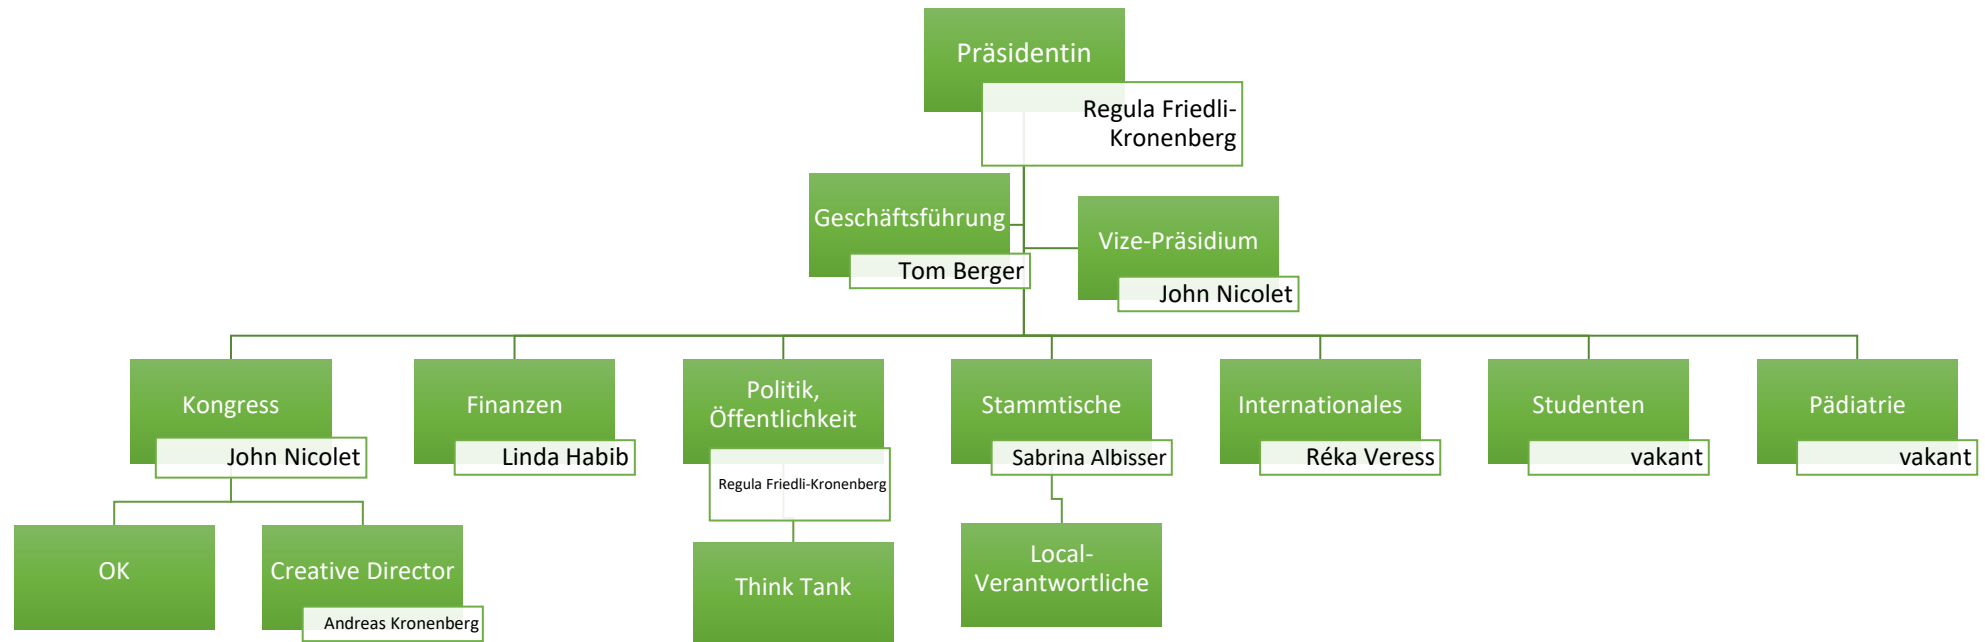 Präsidentin
Regula Friedli-
Kronenberg
Geschäftsführung
Tom Berger
Vize-Präsidium
John Nicolet
Kongress
John Nicolet
Finanzen
Linda Habib
Politik,
Öffentlichkeit
Regula Friedli-Kronenberg
Stammtische
Sabrina Albisser
Internationales
Réka Veress
Studenten
vakant
Pädiatrie
vakant
OK
Creative Director
Andreas Kronenberg
Think Tank
Local-
Verantwortliche